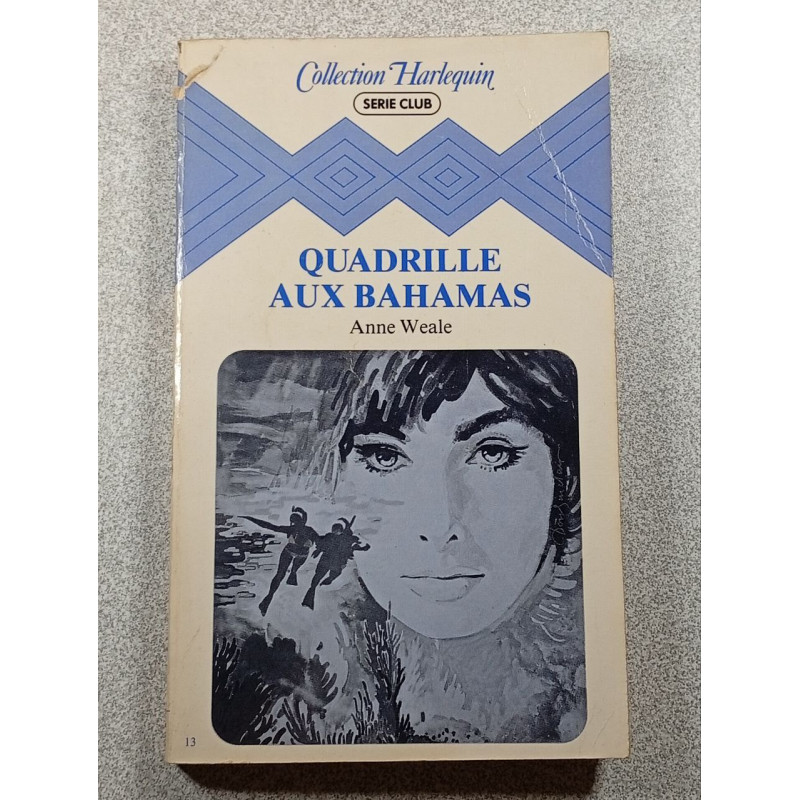 Collection Harlequin
SERIE CLUB
QUADRILLE
AUX BAHAMAS
Anne Weale
13